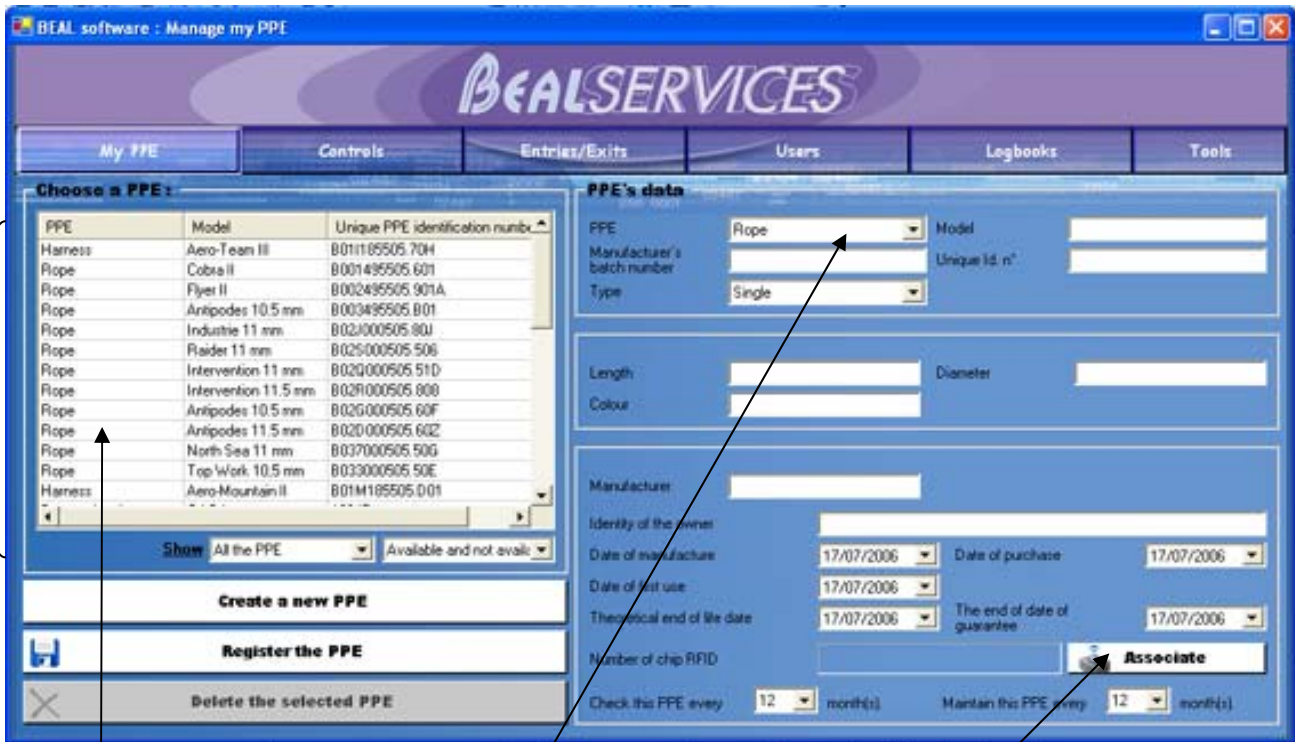 BEAL software : Manage my PPE
BEALSERVICES
My PPE Controls Entries/Exits Users Logbooks Tools
Choose a PPE :
PPE Model Unique PPE identification numbe
Harness Aero-Team III B01I185505.70H
Rope Cobra II B001495505.601
Rope Flyer II B002495505.901A
Rope Antipodes 10.5 mm B003495505.B01
Rope Industrie 11 mm B02J000505.80J
Rope Raider 11 mm B02S000505.506
Rope Intervention 11 mm B02Q000505.51D
Rope Intervention 11.5 mm B02R000505.808
Rope Antipodes 10.5 mm B02G000505.60F
Rope Antipodes 11.5 mm B02D000505.60Z
Rope North Sea 11 mm B037000505.50G
Rope Top Work 10.5 mm B033000505.50E
Harness Aero-Mountain II B01M185505.D01
Show All the PPE Available and not availa
Create a new PPE
Register the PPE
Delete the selected PPE
PPE's data
PPE Rope Model
Manufacturer's
batch number Unique Id. n°
Type Single
Length Diameter
Colour
Manufacturer
Identity of the owner
Date of manufacture 17/07/2006 Date of purchase 17/07/2006
Date of first use 17/07/2006
Theoretical end of life date 17/07/2006 The end of date of
guarantee 17/07/2006
Number of chip RFID Associate
Check this PPE every 12 month(s) Maintain this PPE every 12 month(s)